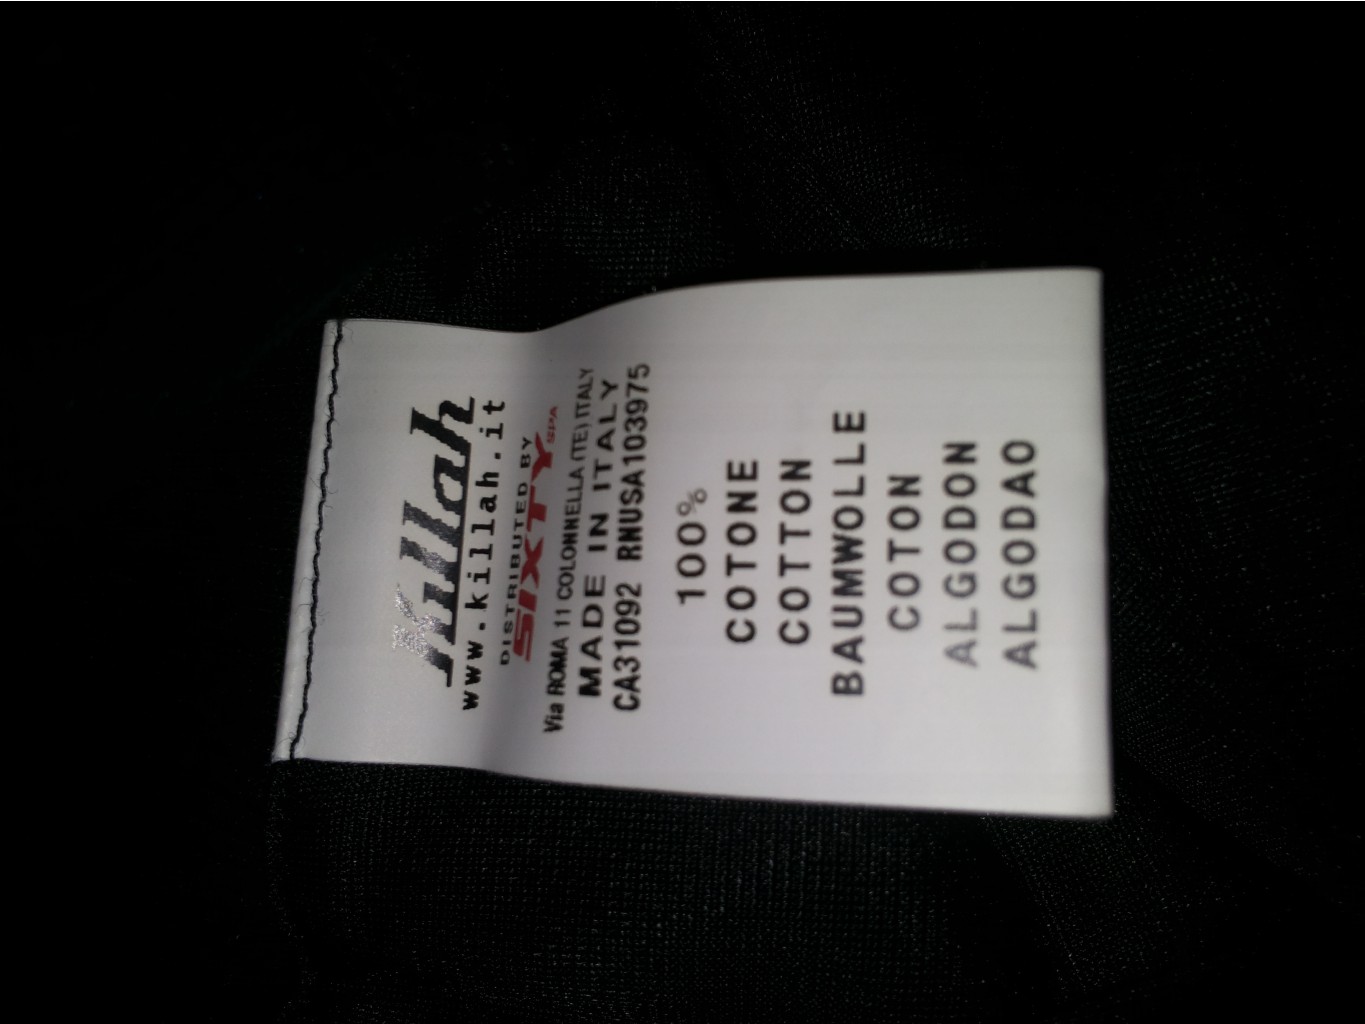 Killah
www.killah.it
DISTRIBUTED BY
SIXTY SPA
Via ROMA 11 COLONNELLA (TE) ITALY
MADE IN ITALY
CA31092 RNUSA103975
100%
COTONE
COTTON
BAUMWOLLE
COTON
ALGODON
ALGODAO